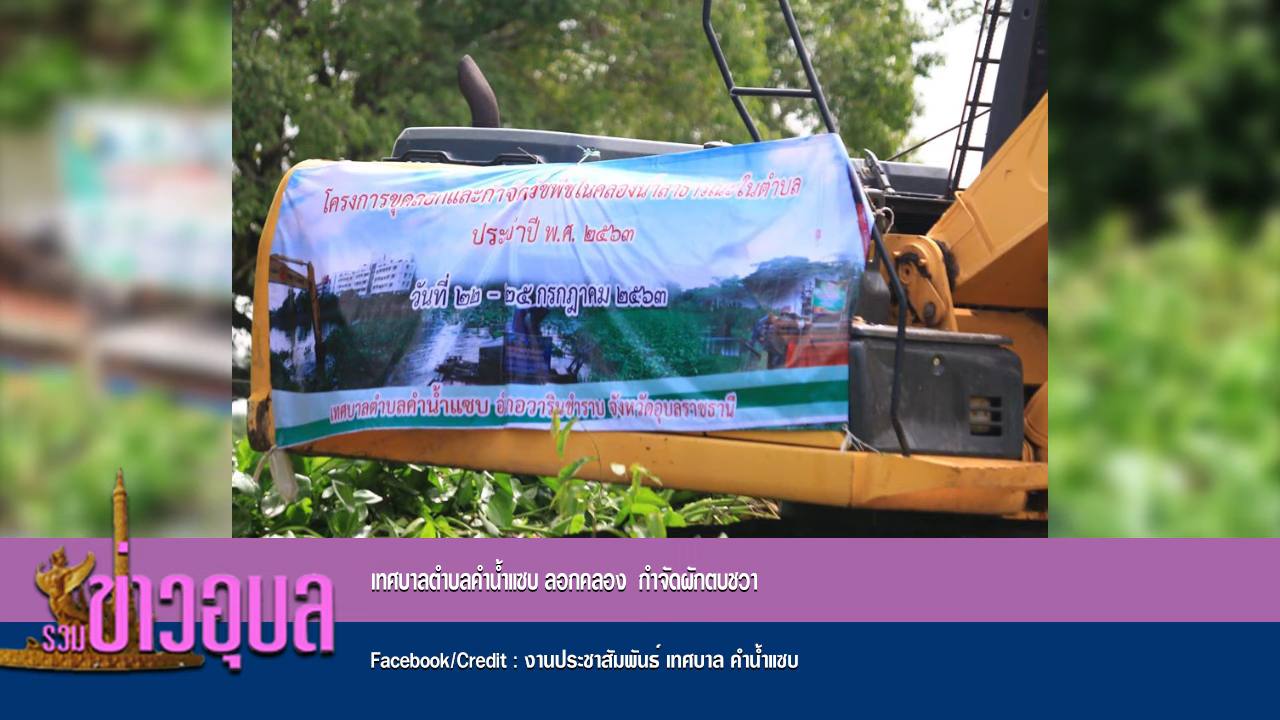 โครงการขุดลอกและกำจัดวัชพืชในคลองน้ำสาธารณะในตำบล
ประจำปี พ.ศ. ๒๕๖๓
วันที่ ๒๒ - ๒๕ กรกฎาคม ๒๕๖๓
เทศบาลตำบลคำน้ำแซบ อำเภอวารินชำราบ จังหวัดอุบลราชธานี
รวมข่าวอุบล
เทศบาลตำบลคำน้ำแซบ ลอกคลอง กำจัดผักตบชวา
Facebook/Credit : งานประชาสัมพันธ์ เทศบาล คำน้ำแซบ